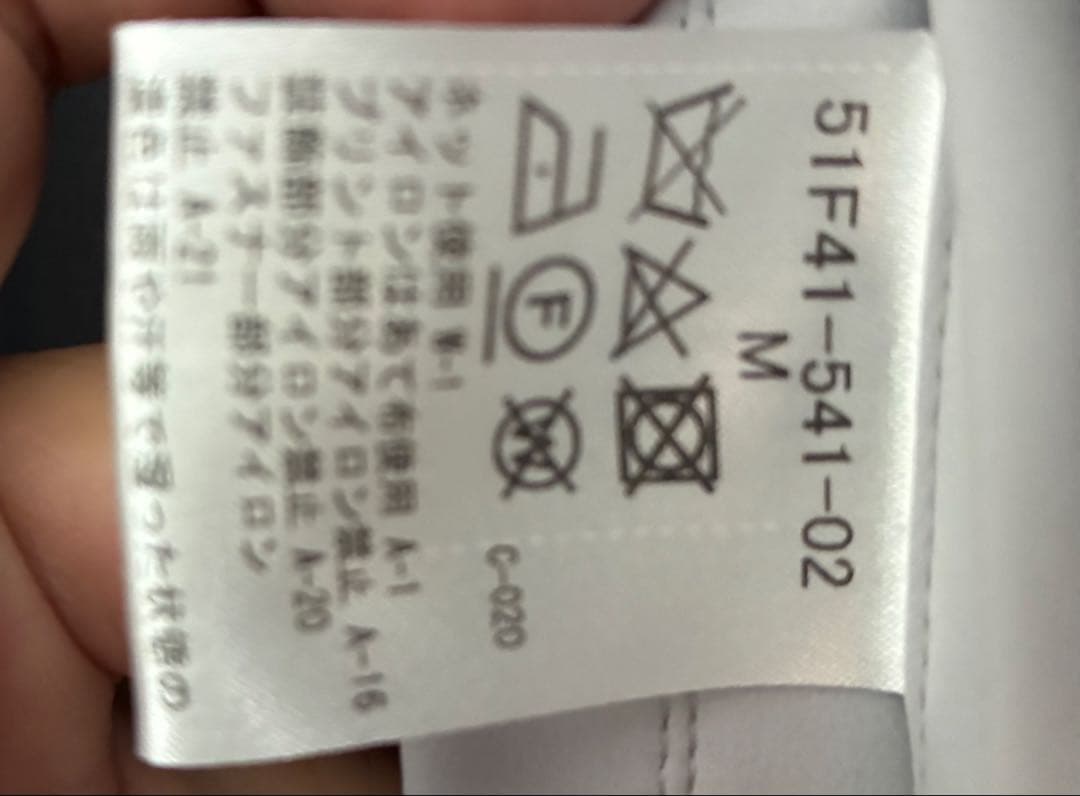 51F41-541-02
M
F
W
C-020
ネット使用 N-1
アイロンはあて布使用 A-1
プリント部分アイロン禁止 A-16
装飾部分アイロン禁止 A-20
ファスナー部分アイロン
禁止 A-21
濃色は雨や汗等で湿った状態の